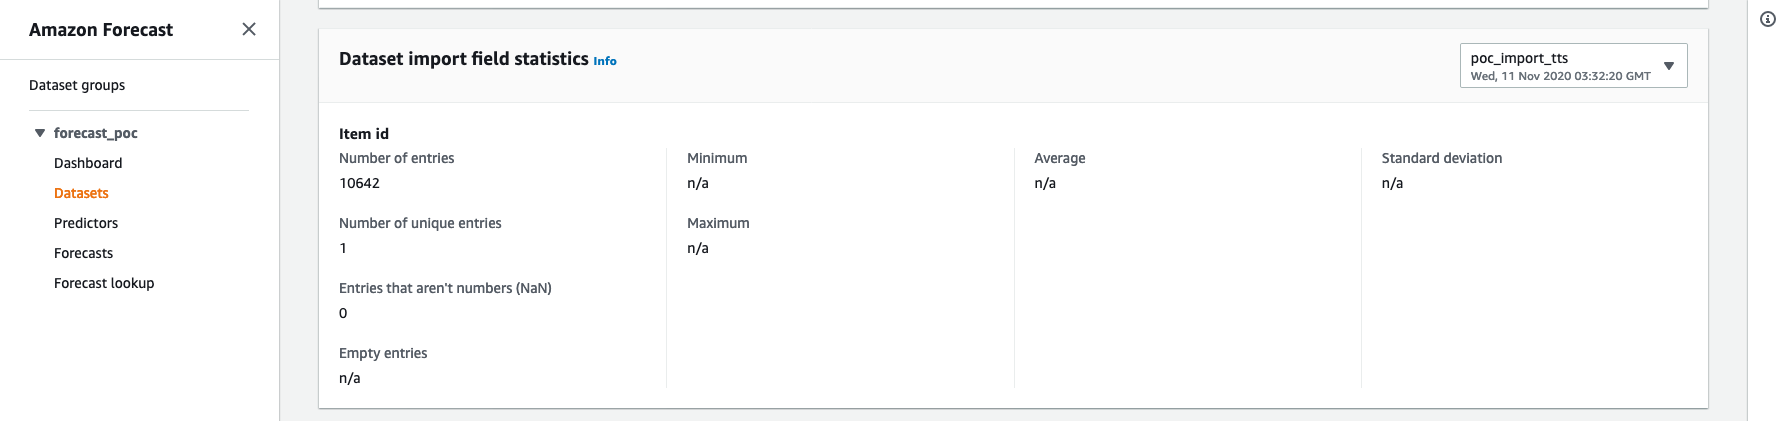 Amazon Forecast
Dataset groups
forecast_poc
Dashboard
Datasets
Predictors
Forecasts
Forecast lookup
Dataset import field statistics Info
poc_import_tts
Wed, 11 Nov 2020 03:32:20 GMT
Item id
Number of entries
10642
Number of unique entries
1
Entries that aren't numbers (NaN)
0
Empty entries
n/a
Minimum
n/a
Maximum
n/a
Average
n/a
Standard deviation
n/a